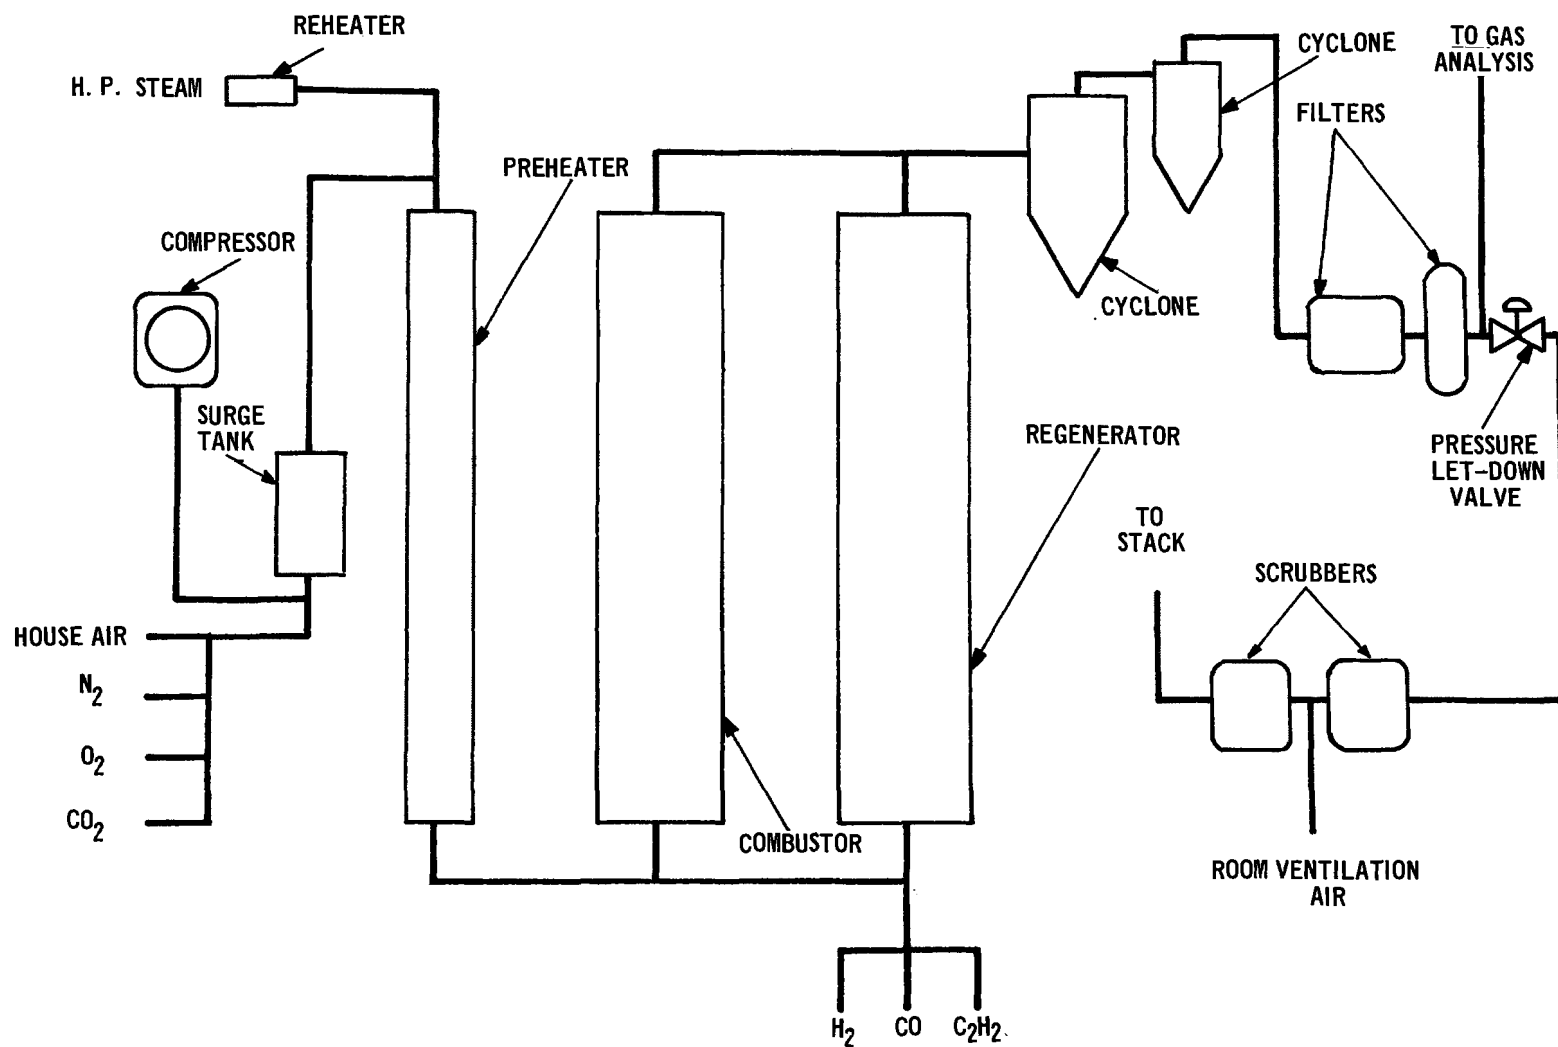 REHEATER
H. P. STEAM
CYCLONE
TO GAS
ANALYSIS
FILTERS
PREHEATER
COMPRESSOR
CYCLONE
SURGE
TANK
REGENERATOR
PRESSURE
LET-DOWN
VALVE
TO
STACK
SCRUBBERS
HOUSE AIR
N2
O2
CO2
COMBUSTOR
ROOM VENTILATION
AIR
H2 CO C2H2